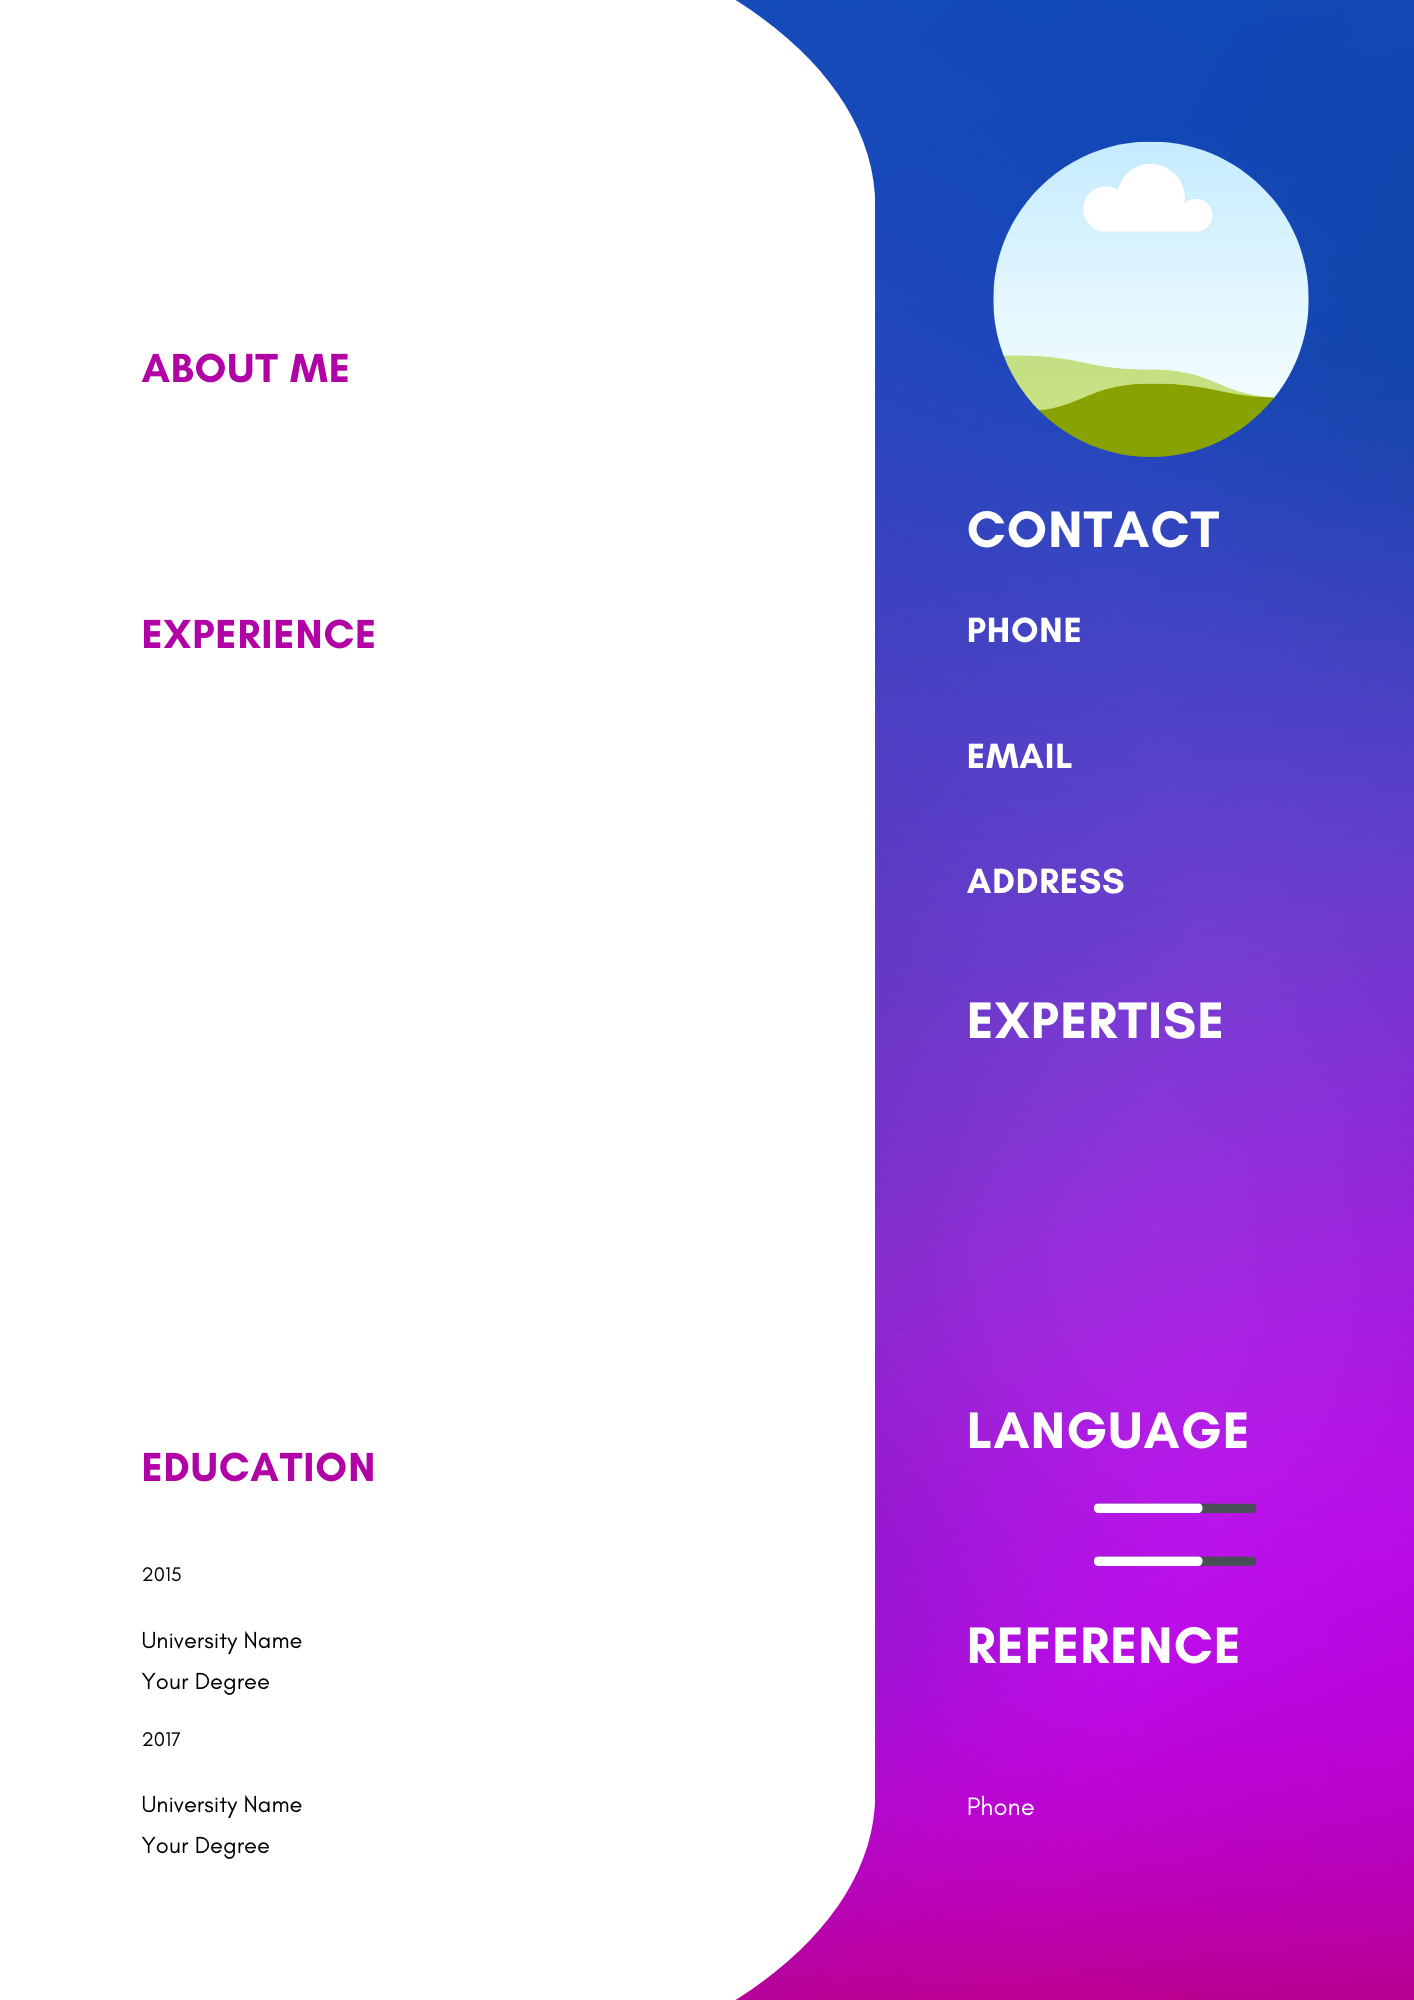 ABOUT ME
EXPERIENCE
EDUCATION
2015
University Name
Your Degree
2017
University Name
Your Degree
CONTACT
PHONE
EMAIL
ADDRESS
EXPERTISE
LANGUAGE
REFERENCE
Phone